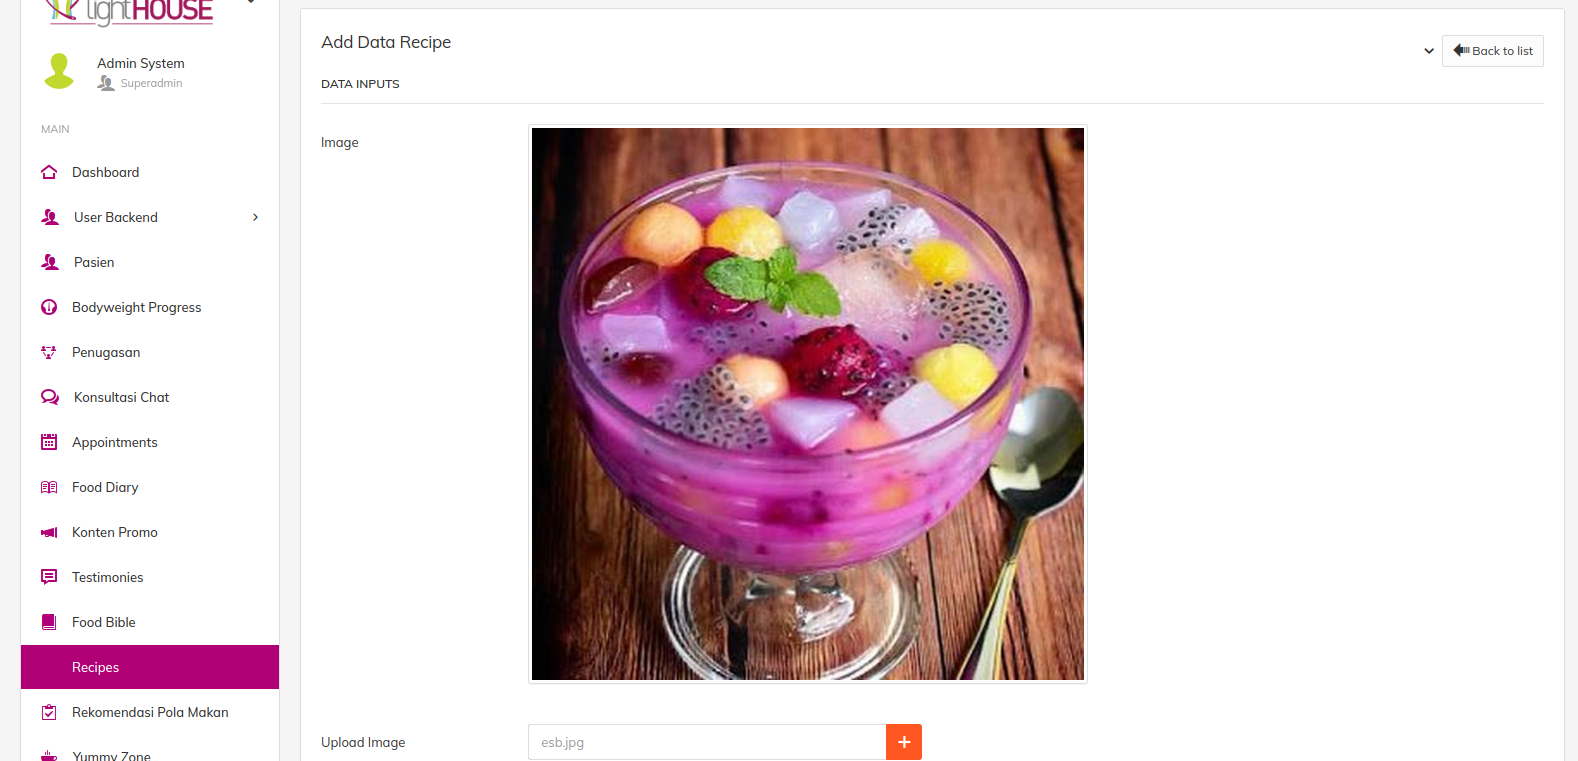 lightHOUSE
Admin System
Superadmin
MAIN
Dashboard
User Backend
Pasien
Bodyweight Progress
Penugasan
Konsultasi Chat
Appointments
Food Diary
Konten Promo
Testimonies
Food Bible
Recipes
Rekomendasi Pola Makan
Yummy Zone
Add Data Recipe
Back to list
DATA INPUTS
Image
Upload Image
esb.jpg